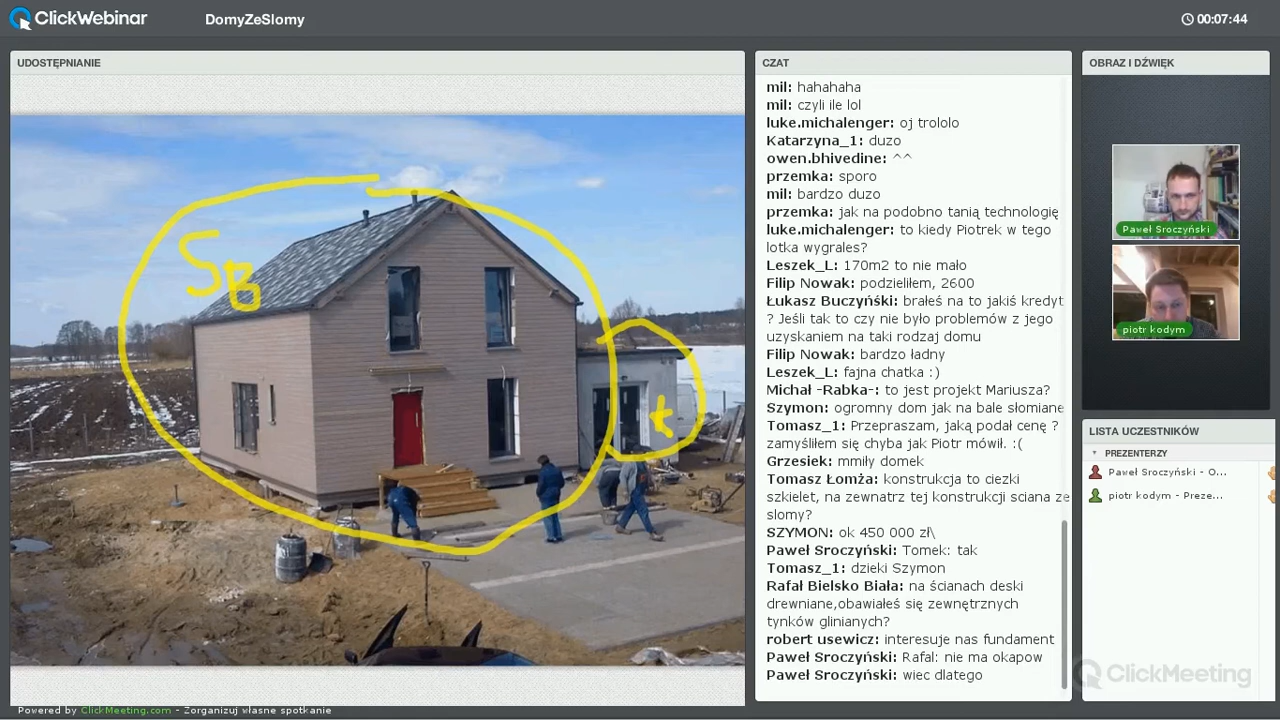 ClickWebinar
DomyZeSlomy
00:07:44
UDOSTĘPNIANIE
SB
t
Powered by ClickMeeting.com - Zorganizuj własne spotkanie
CZAT
mil: hahahaha
mil: czyli ile lol
luke.michalenger: oj trololo
Katarzyna_1: duzo
owen.bhivedine: ^^
przemka: sporo
mil: bardzo duzo
przemka: jak na podobno tanią technologię
luke.michalenger: to kiedy Piotrek w tego
lotka wygrales?
Leszek_L: 170m2 to nie mało
Filip Nowak: podzieliłem, 2600
Łukasz Buczyński: brałeś na to jakiś kredyt
? Jeśli tak to czy nie było problemów z jego
uzyskaniem na taki rodzaj domu
Filip Nowak: bardzo ładny
Leszek_L: fajna chatka :)
Michał -Rabka-: to jest projekt Mariusza?
Szymon: ogromny dom jak na bale słomiane
Tomasz_1: Przepraszam, jaką podał cenę ?
zamyśliłem się chyba jak Piotr mówił. :(
Grzesiek: mmiły domek
Tomasz Łomża: konstrukcja to ciezki
szkielet, na zewnatrz tej konstrukcji sciana ze
slomy?
SZYMON: ok 450 000 zł\
Paweł Sroczyński: Tomek: tak
Tomasz_1: dzieki Szymon
Rafał Bielsko Biała: na ścianach deski
drewniane,obawiałeś się zewnętrznych
tynków glinianych?
robert usewicz: interesuje nas fundament
Paweł Sroczyński: Rafal: nie ma okapow
Paweł Sroczyński: wiec dlatego
OBRAZ I DŹWIĘK
Paweł Sroczyński
piotr kodym
LISTA UCZESTNIKÓW
PREZENTERZY
Paweł Sroczyński - O...
piotr kodym - Preze...
ClickMeeting